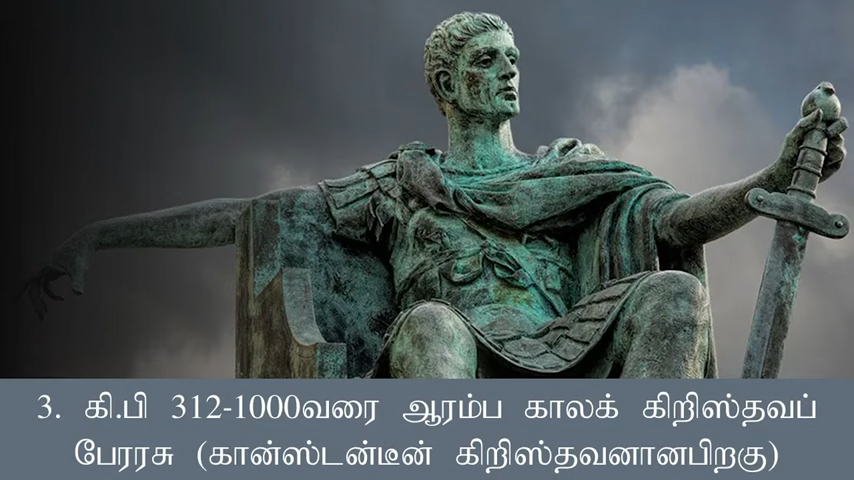 3. கி.பி 312-1000வரை ஆரம்ப காலக் கிறிஸ்தவப்
பேரரசு (கான்ஸ்டன்டீன் கிறிஸ்தவனானபிறகு)